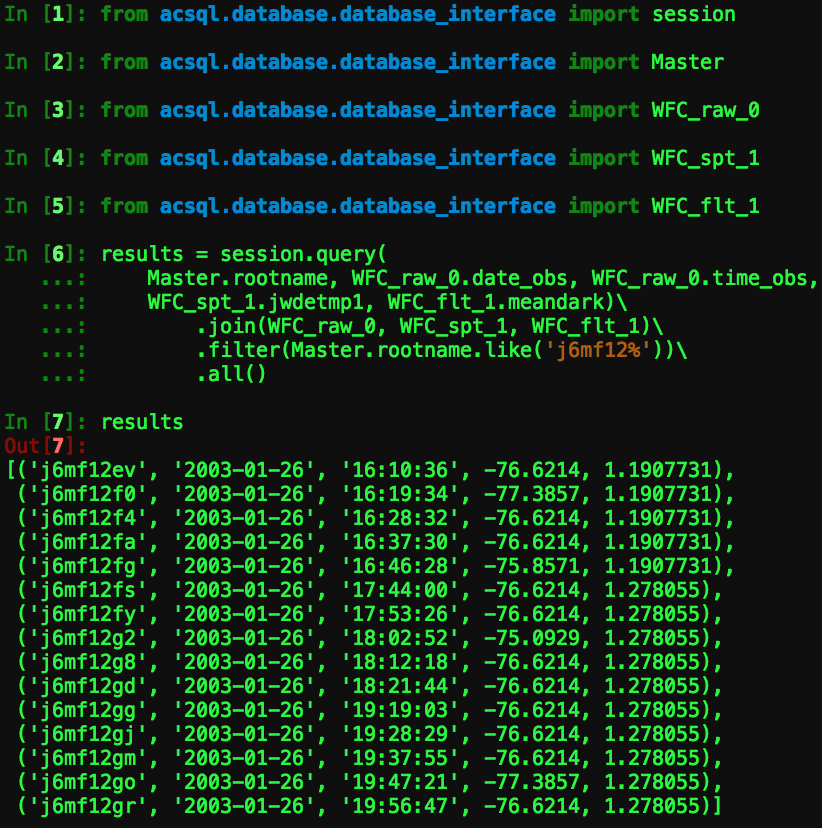 In [1]: from acsql.database.database_interface import session
In [2]: from acsql.database.database_interface import Master
In [3]: from acsql.database.database_interface import WFC_raw_0
In [4]: from acsql.database.database_interface import WFC_spt_1
In [5]: from acsql.database.database_interface import WFC_flt_1
In [6]: results = session.query(
   ...:     Master.rootname, WFC_raw_0.date_obs, WFC_raw_0.time_obs,
   ...:     WFC_spt_1.jwdetmp1, WFC_flt_1.meandark)\
   ...:         .join(WFC_raw_0, WFC_spt_1, WFC_flt_1)\
   ...:         .filter(Master.rootname.like('j6mf12%'))\
   ...:         .all()
In [7]: results
Out[7]:
[('j6mf12ev', '2003-01-26', '16:10:36', -76.6214, 1.1907731),
 ('j6mf12f0', '2003-01-26', '16:19:34', -77.3857, 1.1907731),
 ('j6mf12f4', '2003-01-26', '16:28:32', -76.6214, 1.1907731),
 ('j6mf12fa', '2003-01-26', '16:37:30', -76.6214, 1.1907731),
 ('j6mf12fg', '2003-01-26', '16:46:28', -75.8571, 1.1907731),
 ('j6mf12fs', '2003-01-26', '17:44:00', -76.6214, 1.278055),
 ('j6mf12fy', '2003-01-26', '17:53:26', -76.6214, 1.278055),
 ('j6mf12g2', '2003-01-26', '18:02:52', -75.0929, 1.278055),
 ('j6mf12g8', '2003-01-26', '18:12:18', -76.6214, 1.278055),
 ('j6mf12gd', '2003-01-26', '18:21:44', -76.6214, 1.278055),
 ('j6mf12gg', '2003-01-26', '19:19:03', -76.6214, 1.278055),
 ('j6mf12gj', '2003-01-26', '19:28:29', -76.6214, 1.278055),
 ('j6mf12gm', '2003-01-26', '19:37:55', -76.6214, 1.278055),
 ('j6mf12go', '2003-01-26', '19:47:21', -77.3857, 1.278055),
 ('j6mf12gr', '2003-01-26', '19:56:47', -76.6214, 1.278055)]